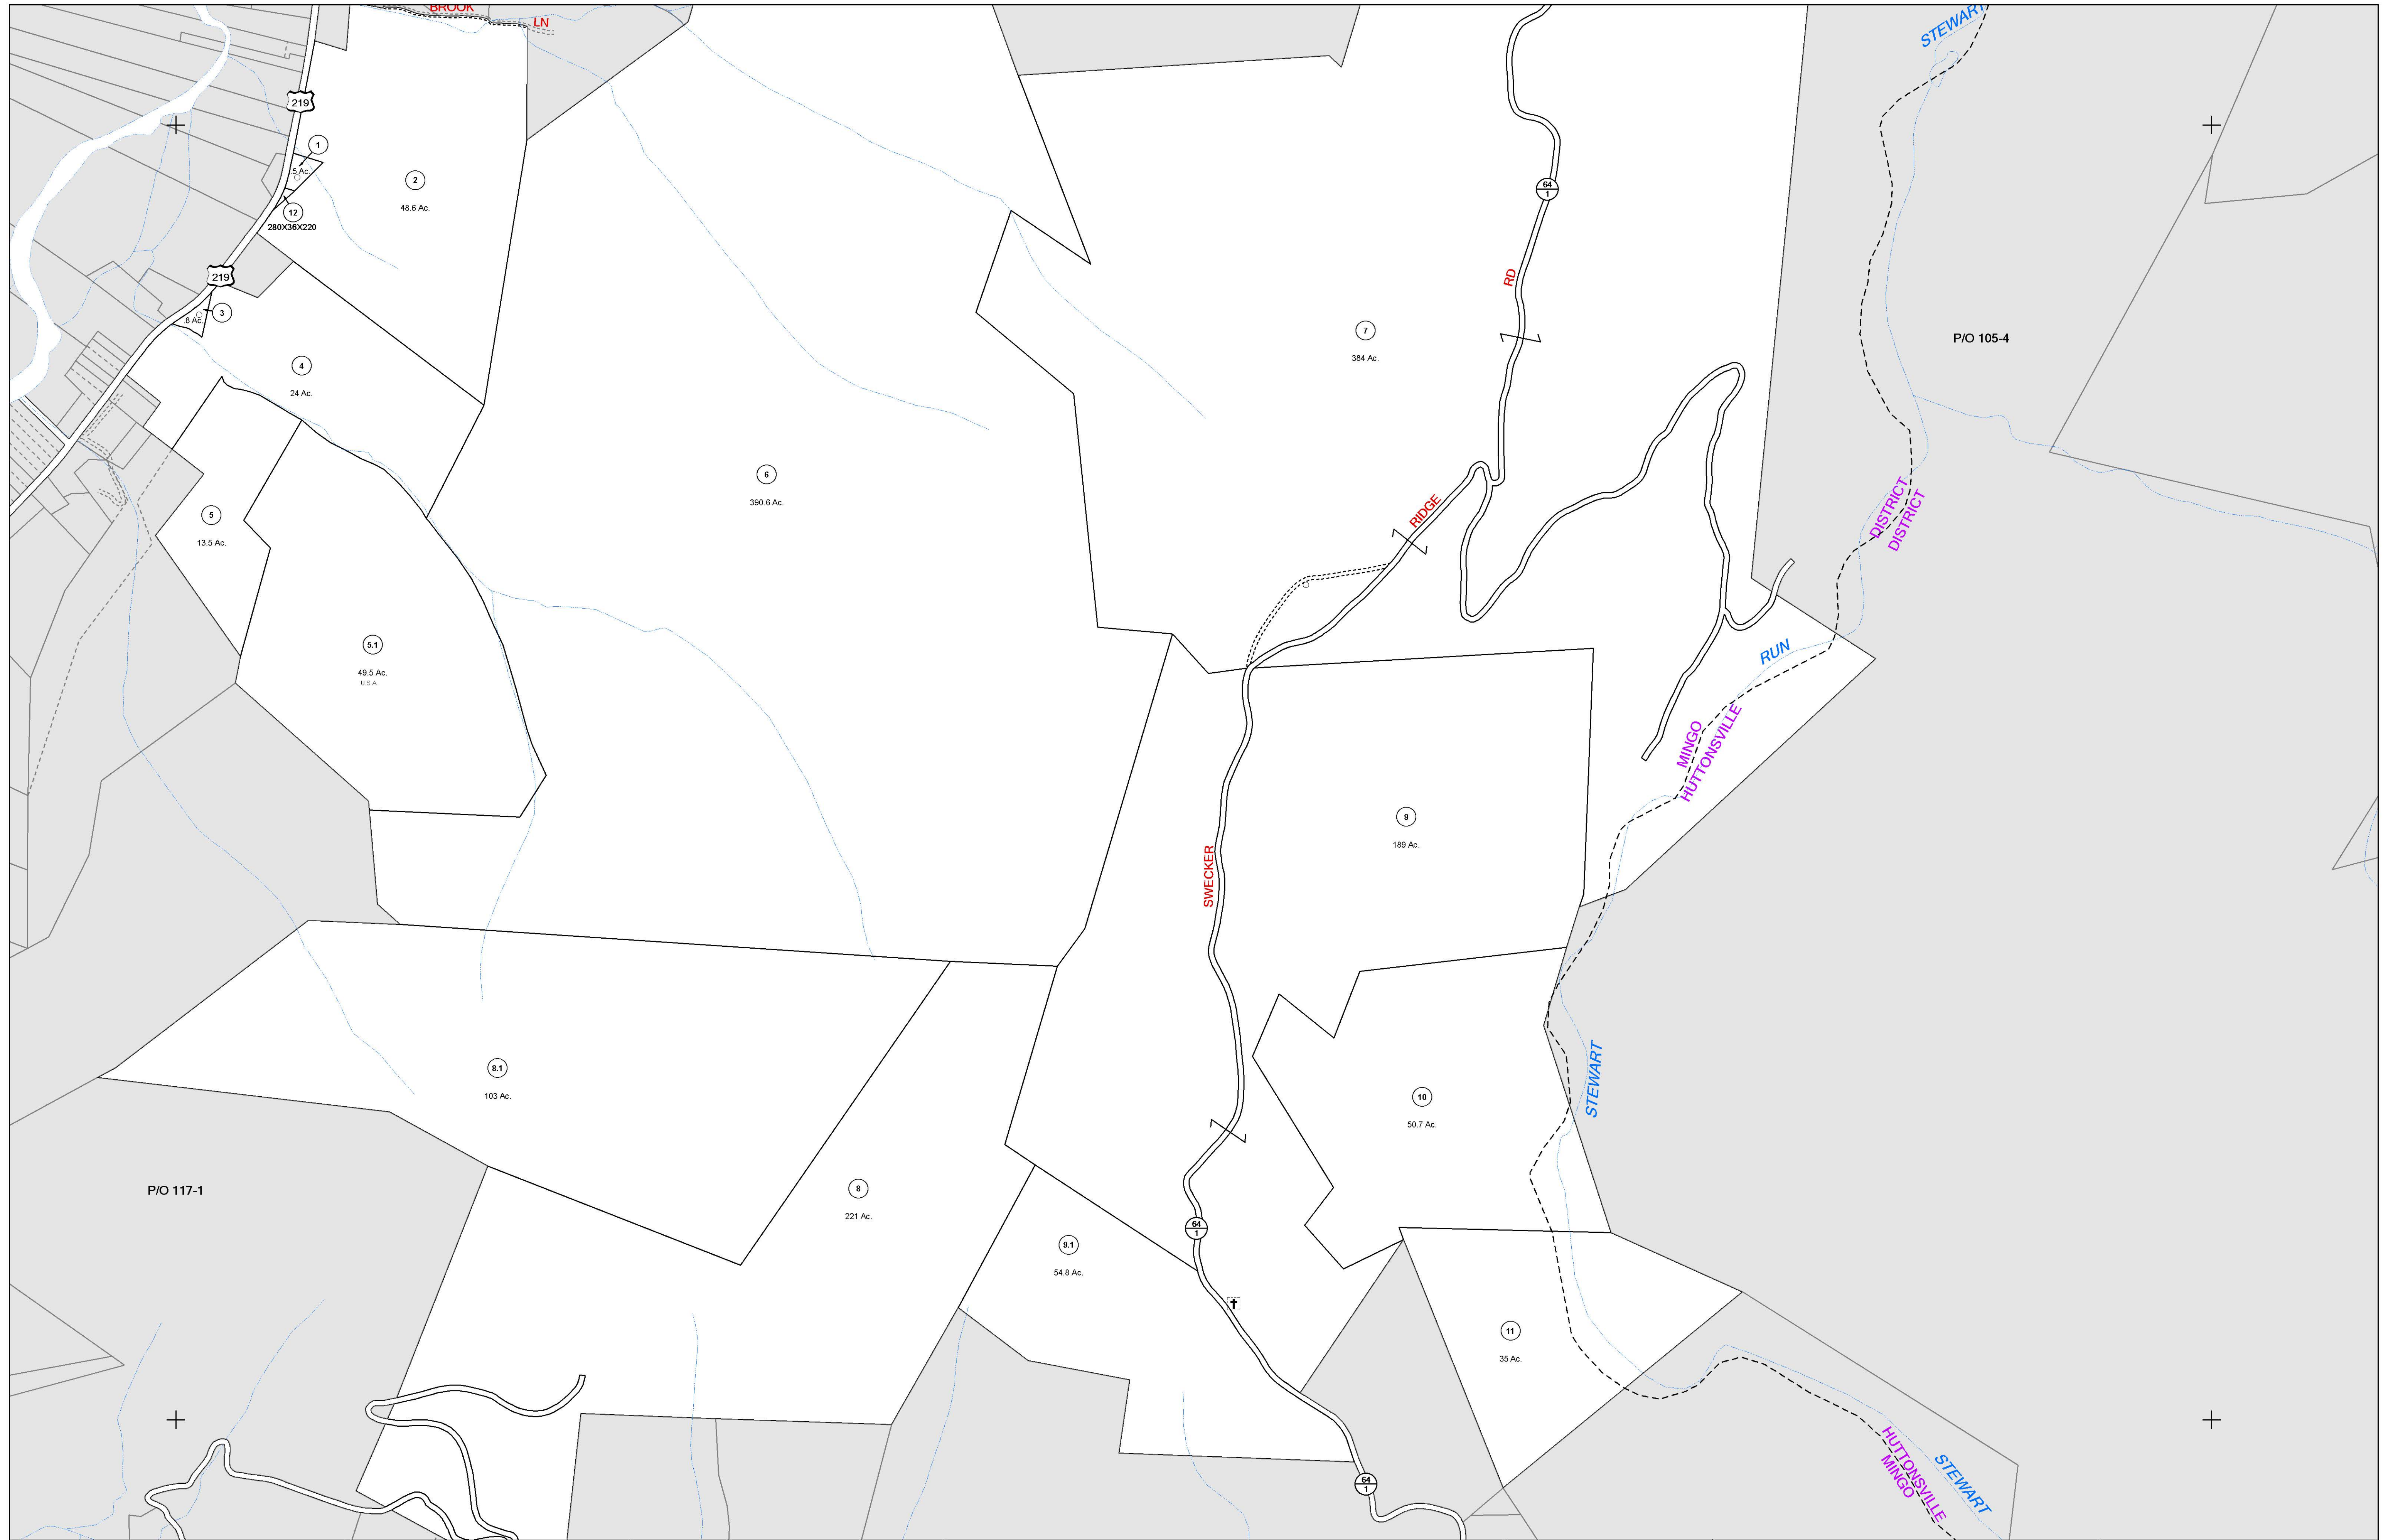 BROOK
LN
STEWART
219
1
.5 Ac.
2
48.6 Ac.
12
280X36X220
64
1
219
RD
3
.8 Ac.
7
384 Ac.
P/O 105-4
4
24 Ac.
6
390.6 Ac.
RIDGE
DISTRICT
DISTRICT
5
13.5 Ac.
5.1
49.5 Ac.
U.S.A.
RUN
MINGO
HUTTONSVILLE
9
189 Ac.
SWECKER
8.1
103 Ac.
10
50.7 Ac.
STEWART
P/O 117-1
8
221 Ac.
64
1
9.1
54.8 Ac.
11
35 Ac.
64
1
HUTTONSVILLE
MINGO
STEWART